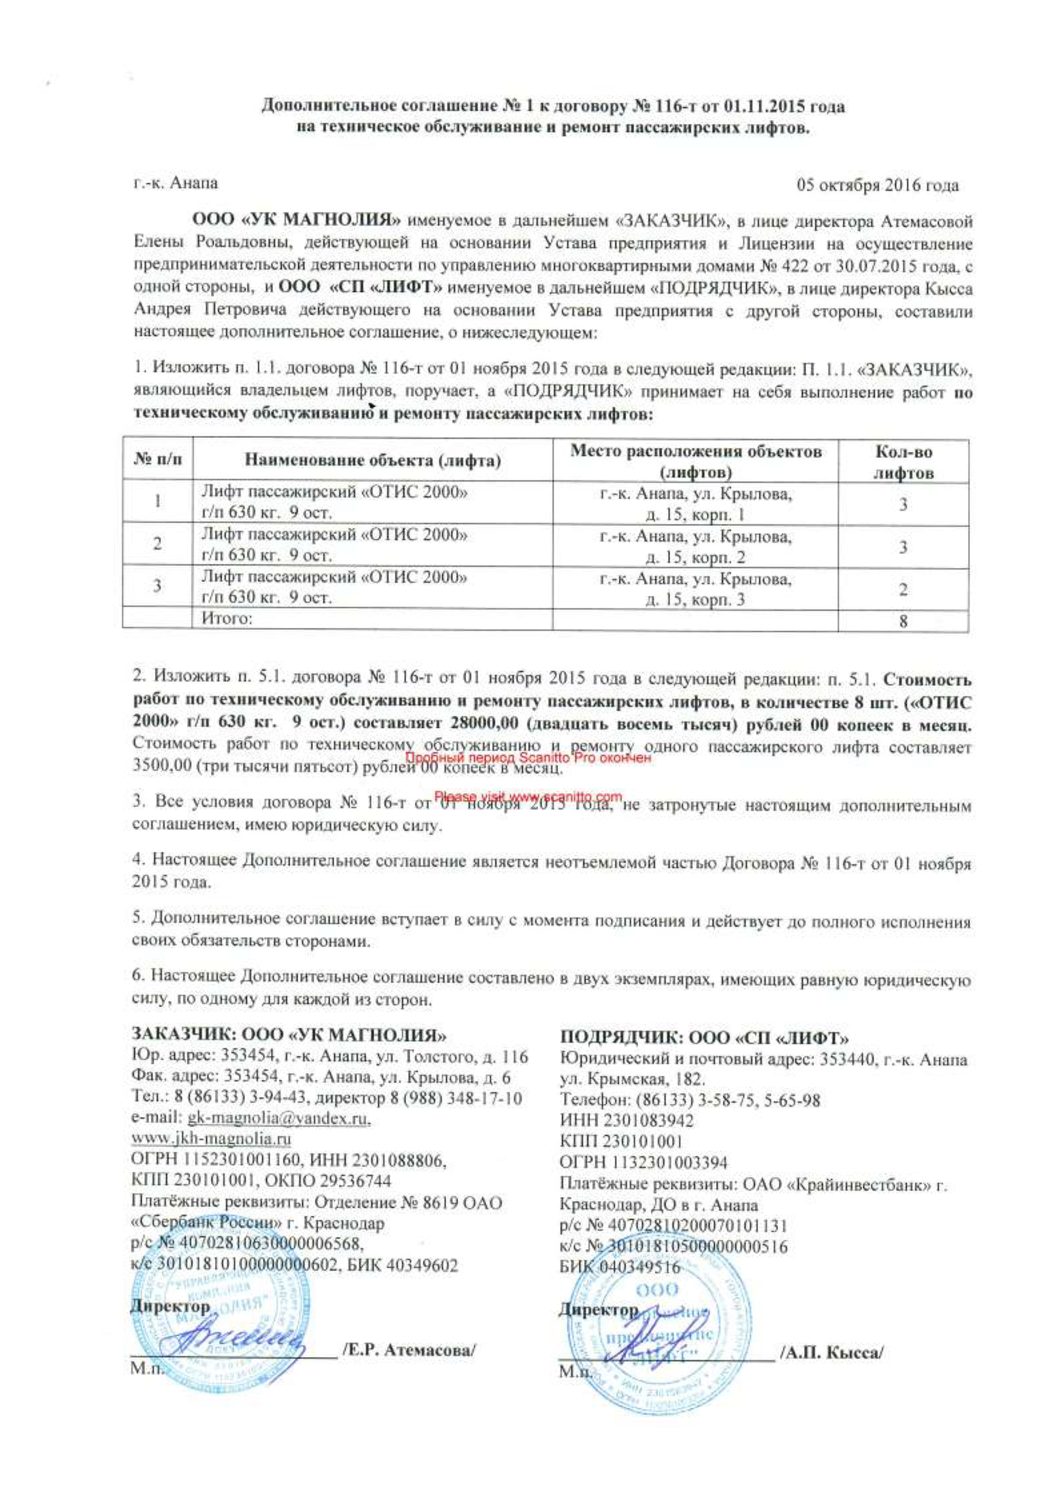 Дополнительное соглашение № 1 к договору № 116-т от 01.11.2015 года
на техническое обслуживание и ремонт пассажирских лифтов.
г.-к. Анапа
05 октября 2016 года
ООО «УК МАГНОЛИЯ» именуемое в дальнейшем «ЗАКАЗЧИК», в лице директора Атемасовой
Елены Роальдовны, действующей на основании Устава предприятия и Лицензии на осуществление
предпринимательской деятельности по управлению многоквартирными домами № 422 от 30.07.2015 года, с
одной стороны, и ООО «СП «ЛИФТ» именуемое в дальнейшем «ПОДРЯДЧИК», в лице директора Кысса
Андрея Петровича действующего на основании Устава предприятия с другой стороны, составили
настоящее дополнительное соглашение, о нижеследующем:
1. Изложить п. 1.1. договора № 116-т от 01 ноября 2015 года в следующей редакции: П. 1.1. «ЗАКАЗЧИК»,
являющийся владельцем лифтов, поручает, а «ПОДРЯДЧИК» принимает на себя выполнение работ по
техническому обслуживанию и ремонту пассажирских лифтов:
№ п/п Наименование объекта (лифта) Место расположения объектов (лифтов) Кол-во лифтов
1 Лифт пассажирский «ОТИС 2000» г/п 630 кг. 9 ост. г.-к. Анапа, ул. Крылова, д. 15, корп. 1 3
2 Лифт пассажирский «ОТИС 2000» г/п 630 кг. 9 ост. г.-к. Анапа, ул. Крылова, д. 15, корп. 2 3
3 Лифт пассажирский «ОТИС 2000» г/п 630 кг. 9 ост. г.-к. Анапа, ул. Крылова, д. 15, корп. 3 2
Итого: 8
2. Изложить п. 5.1. договора № 116-т от 01 ноября 2015 года в следующей редакции: п. 5.1. Стоимость
работ по техническому обслуживанию и ремонту пассажирских лифтов, в количестве 8 шт. («ОТИС
2000» г/п 630 кг. 9 ост.) составляет 28000,00 (двадцать восемь тысяч) рублей 00 копеек в месяц.
Стоимость работ по техническому обслуживанию и ремонту одного пассажирского лифта составляет
Пробный период Scanitto Pro окончен
3500,00 (три тысячи пятьсот) рублей 00 копеек в месяц.
Please visit www.scanitto.com
3. Все условия договора № 116-т от 01 ноября 2015 года, не затронутые настоящим дополнительным
соглашением, имею юридическую силу.
4. Настоящее Дополнительное соглашение является неотъемлемой частью Договора № 116-т от 01 ноября
2015 года.
5. Дополнительное соглашение вступает в силу с момента подписания и действует до полного исполнения
своих обязательств сторонами.
6. Настоящее Дополнительное соглашение составлено в двух экземплярах, имеющих равную юридическую
силу, по одному для каждой из сторон.
ЗАКАЗЧИК: ООО «УК МАГНОЛИЯ»
Юр. адрес: 353454, г.-к. Анапа, ул. Толстого, д. 116
Фак. адрес: 353454, г.-к. Анапа, ул. Крылова, д. 6
Тел.: 8 (86133) 3-94-43, директор 8 (988) 348-17-10
e-mail: gk-magnolia@yandex.ru,
www.jkh-magnolia.ru
ОГРН 1152301001160, ИНН 2301088806,
КПП 230101001, ОКПО 29536744
Платёжные реквизиты: Отделение № 8619 ОАО
«Сбербанк России» г. Краснодар
р/с № 40702810630000006568,
к/с 30101810100000000602, БИК 40349602
Директор
/Е.Р. Атемасова/
М.п.
ПОДРЯДЧИК: ООО «СП «ЛИФТ»
Юридический и почтовый адрес: 353440, г.-к. Анапа
ул. Крымская, 182.
Телефон: (86133) 3-58-75, 5-65-98
ИНН 2301083942
КПП 230101001
ОГРН 1132301003394
Платёжные реквизиты: ОАО «Крайинвестбанк» г.
Краснодар, ДО в г. Анапа
р/с № 40702810200070101131
к/с № 30101810500000000516
БИК 040349516
ООО
Директор
"ЛИФТ"
/А.П. Кысса/
М.п.